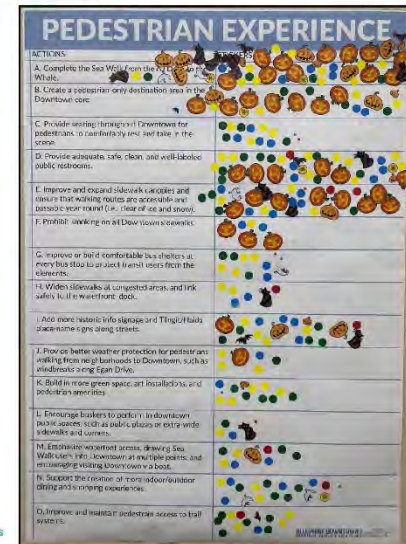 PEDESTRIAN EXPERIENCE
ACTIONS
STICKERS
A. Complete the Sea Walk from the to
Whale.
B. Create a pedestrian-only destination area in the
Downtown core.
C. Provide seating throughout Downtown for
pedestrians to comfortably rest and take in the
scene.
D. Provide adequate, safe, clean, and well-labeled
public restrooms.
E. Improve and expand sidewalk canopies and
ensure that walking routes are accessible and
passable year-round (i.e., clear of ice and snow).
F. Prohibit smoking on all Downtown sidewalks.
G. Improve or build comfortable bus shelters at
every bus stop to protect transit users from the
elements.
H. Widen sidewalks at congested areas, and link
safely to the waterfront dock.
I. Add more historic info signage and Tlingit/Haida
place-name signs along streets.
J. Provide better weather protection for pedestrians
walking from neighborhoods to Downtown, such as
windbreaks along Egan Drive.
K. Build in more green space, art installations, and
pedestrian amenities.
L. Encourage buskers to perform in downtown
public spaces, such as public plazas or extra-wide
sidewalks and corners.
M. Emphasize waterfront access, drawing Sea
Walk users into Downtown at multiple points, and
encouraging visiting Downtown via boat.
N. Support the creation of more indoor/outdoor
dining and shopping experiences.
O. Improve and maintain pedestrian access to trail
systems.
BLUEPRINT DOWNTOWN